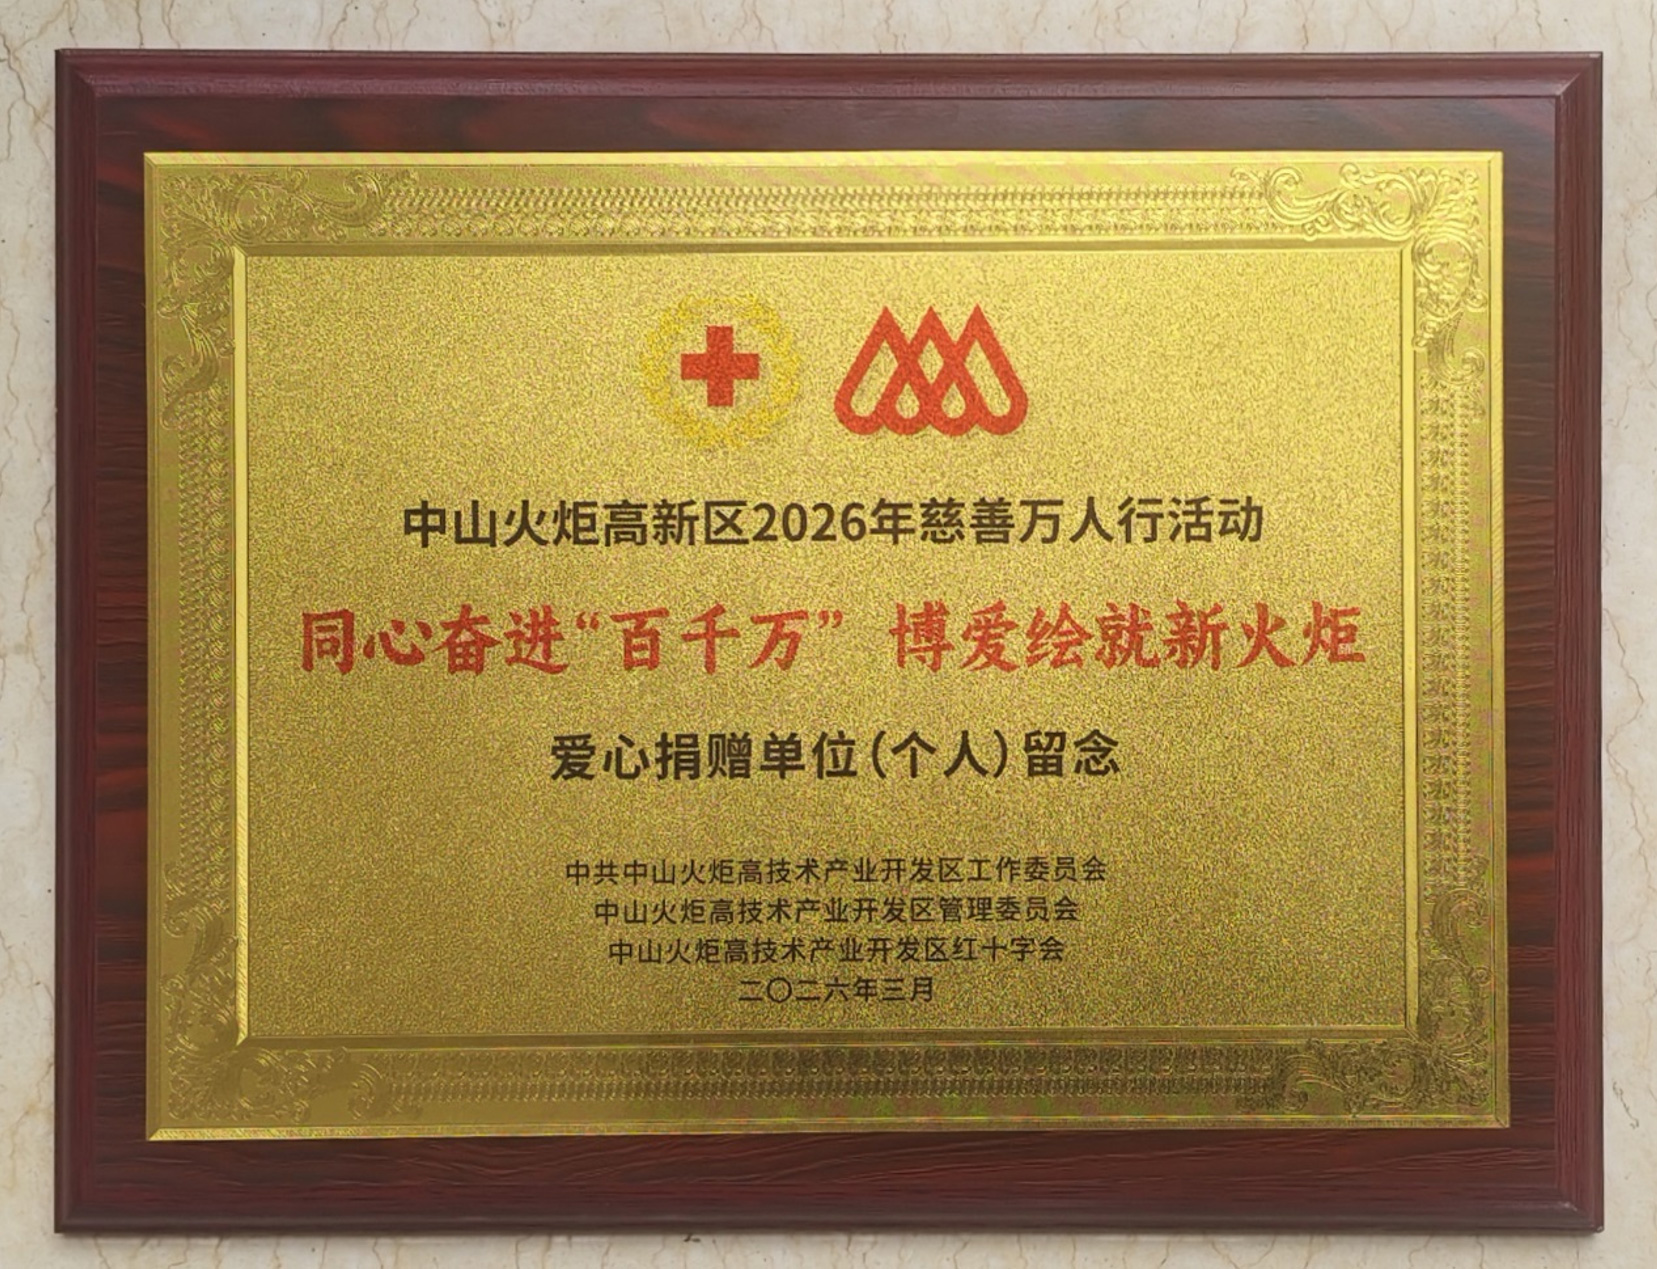 中山火炬高新区2026年慈善万人行活动
同心奋进“百千万” 博爱绘就新火炬
爱心捐赠单位(个人)留念
中共中山火炬高技术产业开发区工作委员会
中山火炬高技术产业开发区管理委员会
中山火炬高技术产业开发区红十字会
二〇二六年三月